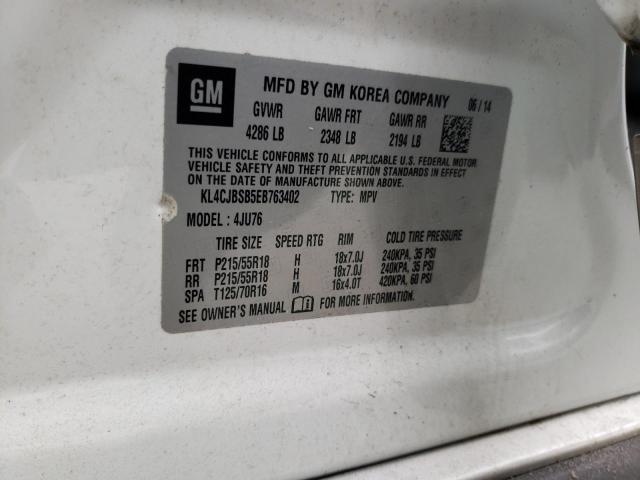 GM
MFD BY GM KOREA COMPANY 06 / 14
GVWR GAWR FRT GAWR RR
4286 LB 2348 LB 2194 LB
THIS VEHICLE CONFORMS TO ALL APPLICABLE U.S. FEDERAL MOTOR
VEHICLE SAFETY AND THEFT PREVENTION STANDARDS IN EFFECT
ON THE DATE OF MANUFACTURE SHOWN ABOVE.
KL4CJBSB5EB763402 TYPE: MPV
MODEL : 4JU76
TIRE SIZE SPEED RTG RIM COLD TIRE PRESSURE
FRT P215/55R18 H 18x7.0J 240KPA, 35 PSI
RR P215/55R18 H 18x7.0J 240KPA, 35 PSI
SPA T125/70R16 M 16x4.0T 420KPA, 60 PSI
SEE OWNER'S MANUAL FOR MORE INFORMATION.